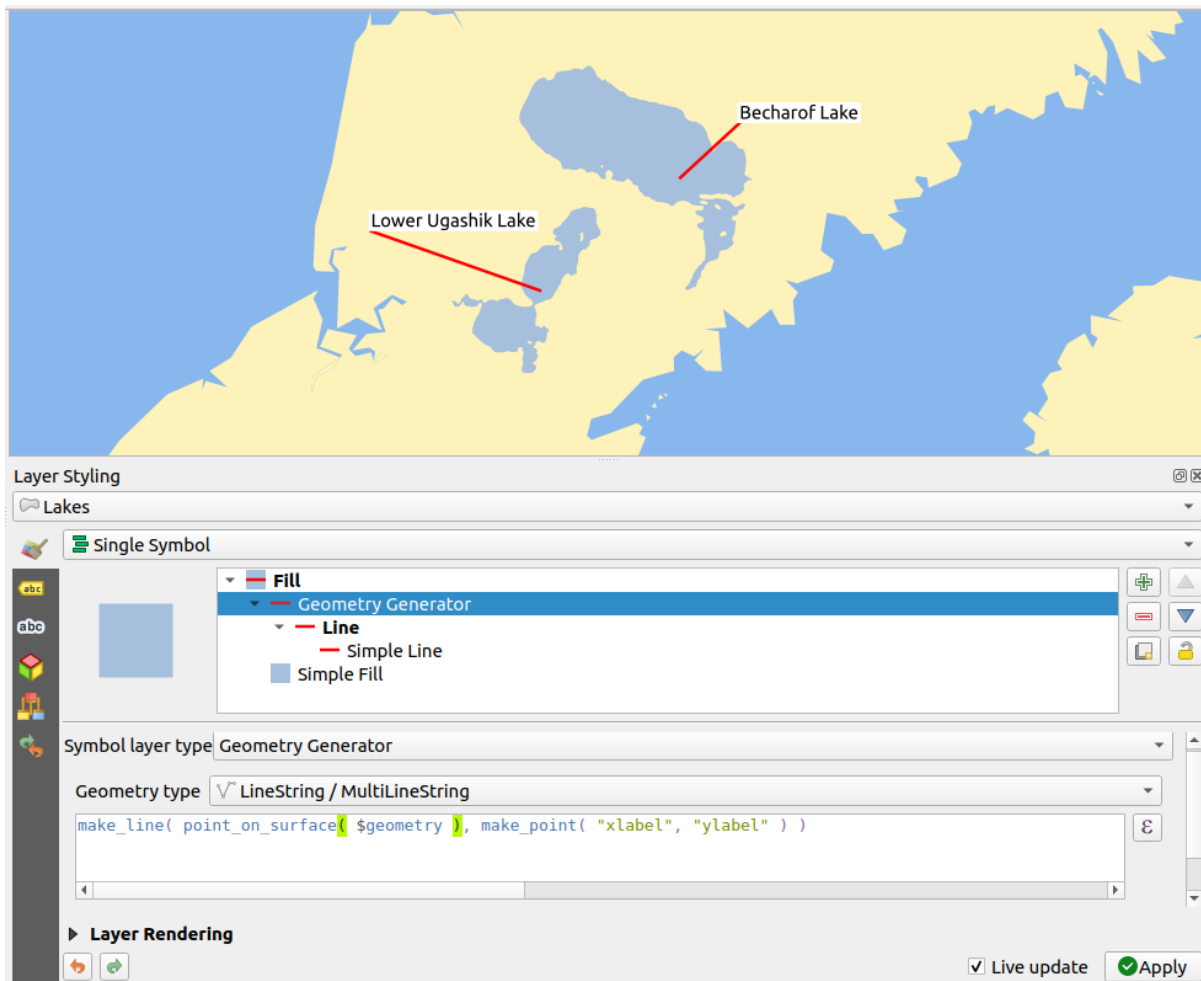 Becharof Lake
Lower Ugashik Lake
Layer Styling
Lakes
Single Symbol
abc
abc
Fill
Geometry Generator
Line
Simple Line
Simple Fill
Symbol layer type Geometry Generator
Geometry type LineString / MultiLineString
make_line( point_on_surface( $geometry ), make_point( "xlabel", "ylabel" ) )
ε
Layer Rendering
Live update Apply